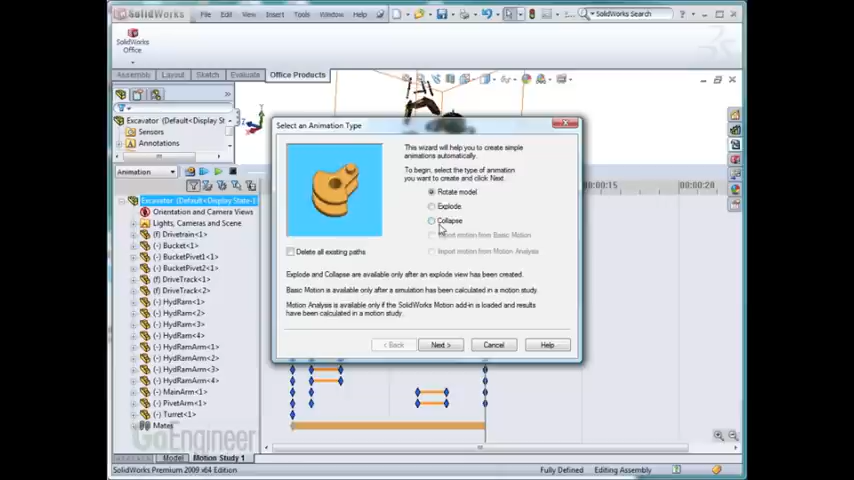 SolidWorks File Edit View Insert Tools Window Help SolidWorks Search
SolidWorks
Office
Assembly Layout Sketch Evaluate Office Products
Excavator (Default<Display St
Sensors
Annotations
Animation
00:00:15
Select an Animation Type
This wizard will help you to create simple
animations automatically.
To begin, select the type of animation
you want to create and click Next.
Rotate model
Explode
Collapse
Import motion from Basic Motion
Import motion from Motion Analysis
Delete all existing paths
Explode and Collapse are available only after an explode view has been created.
Basic Motion is available only after a simulation has been calculated in a motion study.
Motion Analysis is available only if the SolidWorks Motion add-in is loaded and results
have been calculated in a motion study.
< Back Next > Cancel Help
Excavator (Default<Display State-1
Orientation and Camera Views
Lights, Cameras and Scene
(f) Drivetrain<1>
(-) Bucket<1>
(-) BucketPivot1<1>
(-) BucketPivot2<1>
(f) DriveTrack<1>
(f) DriveTrack<2>
(-) HydRam<1>
(-) HydRam<2>
(-) HydRam<3>
(-) HydRam<4>
(-) HydRamArm<1>
(-) HydRamArm<2>
(-) HydRamArm<3>
(-) HydRamArm<4>
(-) MainArm<1>
(-) PivotArm<1>
(-) Turret<1>
Mates
GoEngineer
Model Motion Study 1
SolidWorks Premium 2009 x64 Edition Fully Defined Editing Assembly